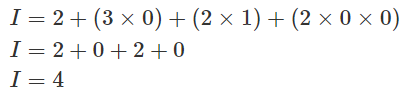 I = 2 + (3 × 0) + (2 × 1) + (2 × 0 × 0)
I = 2 + 0 + 2 + 0
I = 4